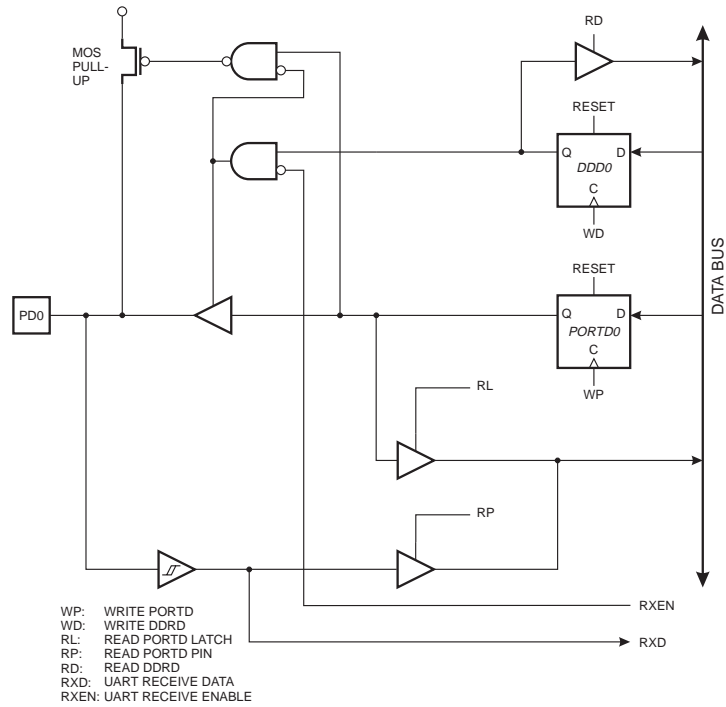 RD
MOS
PULL-
UP
RESET
Q D
DDD0
C
WD
DATA BUS
RESET
PD0
Q D
PORTD0
C
WP
RL
RP
RXEN
RXD
WP: WRITE PORTD
WD: WRITE DDRD
RL: READ PORTD LATCH
RP: READ PORTD PIN
RD: READ DDRD
RXD: UART RECEIVE DATA
RXEN: UART RECEIVE ENABLE